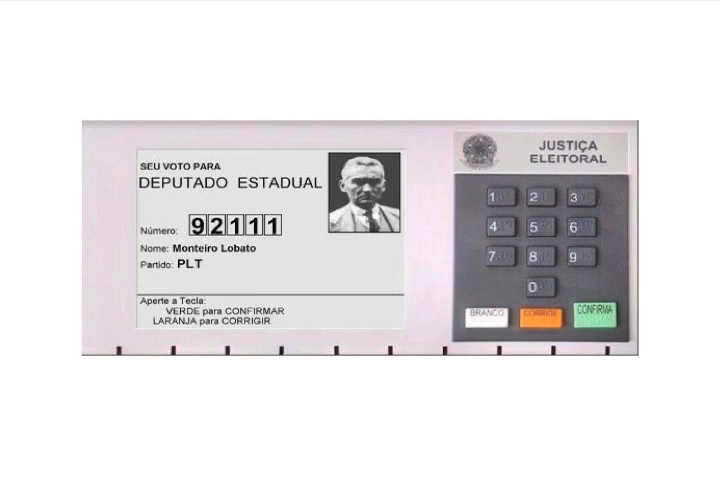 SEU VOTO PARA
DEPUTADO ESTADUAL
Número: 92111
Nome: Monteiro Lobato
Partido: PLT
Aperte a Tecla:
VERDE para CONFIRMAR
LARANJA para CORRIGIR
JUSTIÇA
ELEITORAL
1 2 3
4 5 6
7 8 9
0
BRANCO CORRIGE CONFIRMA